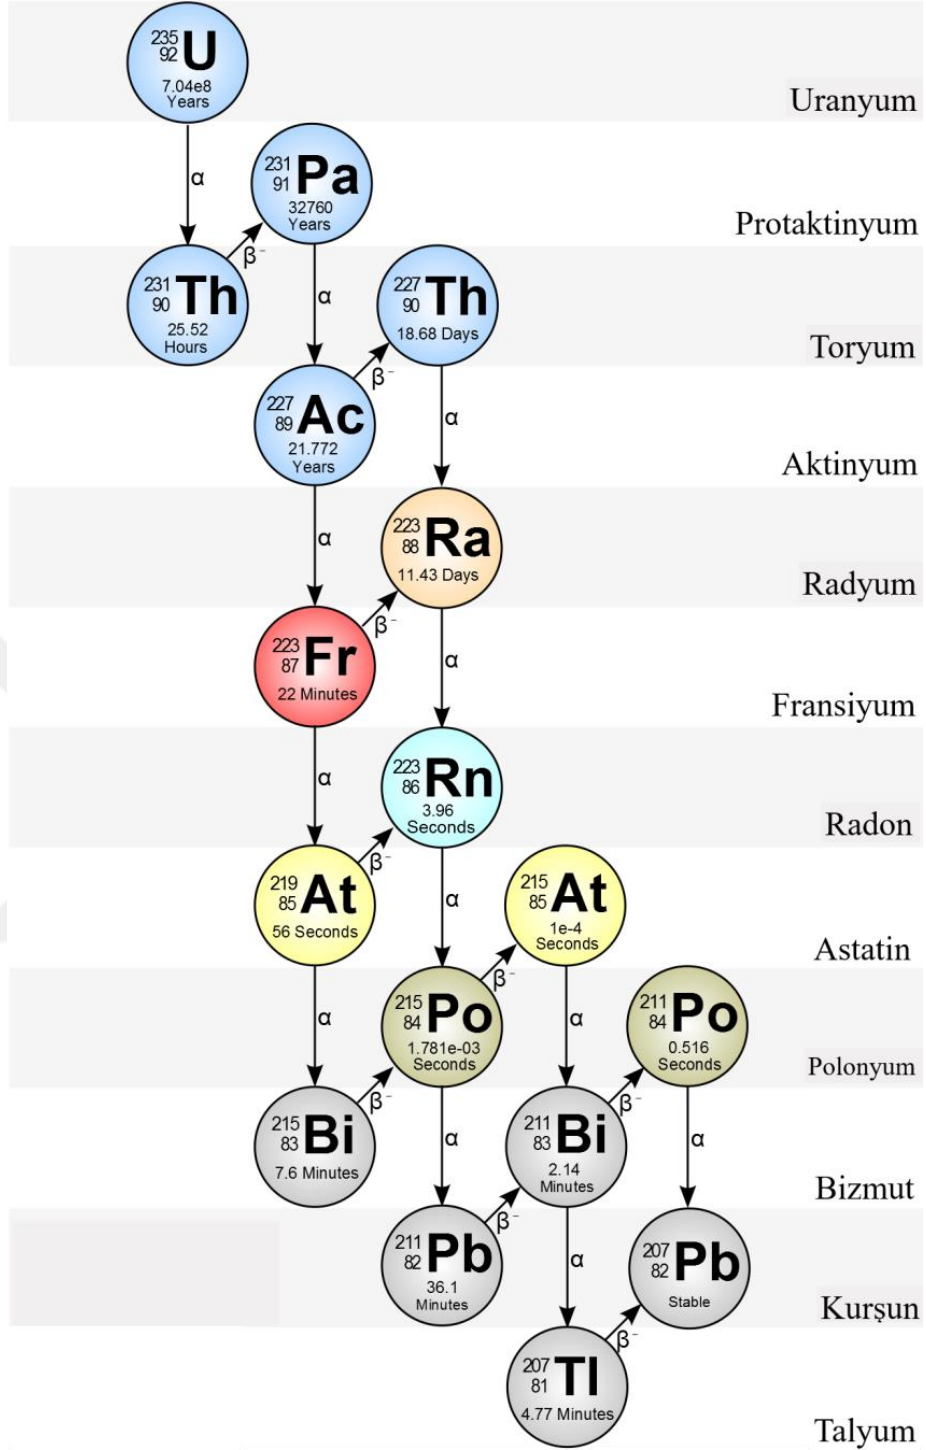 235
92 U
7.04e8
Years
Uranyum
α
231
91 Pa
32760
Years
Protaktinyum
β⁻
231
90 Th
25.52
Hours
α
227
90 Th
18.68 Days
Toryum
β⁻
227
89 Ac
21.772
Years
α
Aktinyum
α
223
88 Ra
11.43 Days
Radyum
β⁻
223
87 Fr
22 Minutes
α
Fransiyum
α
223
86 Rn
3.96
Seconds
Radon
β⁻
219
85 At
56 Seconds
α
215
85 At
1e-4
Seconds
Astatin
β⁻
α
215
84 Po
1.781e-03
Seconds
α
211
84 Po
0.516
Seconds
Polonyum
β⁻
β⁻
215
83 Bi
7.6 Minutes
α
211
83 Bi
2.14
Minutes
α
Bizmut
β⁻
211
82 Pb
36.1
Minutes
α
207
82 Pb
Stable
Kurşun
β⁻
207
81 Tl
4.77 Minutes
Talyum